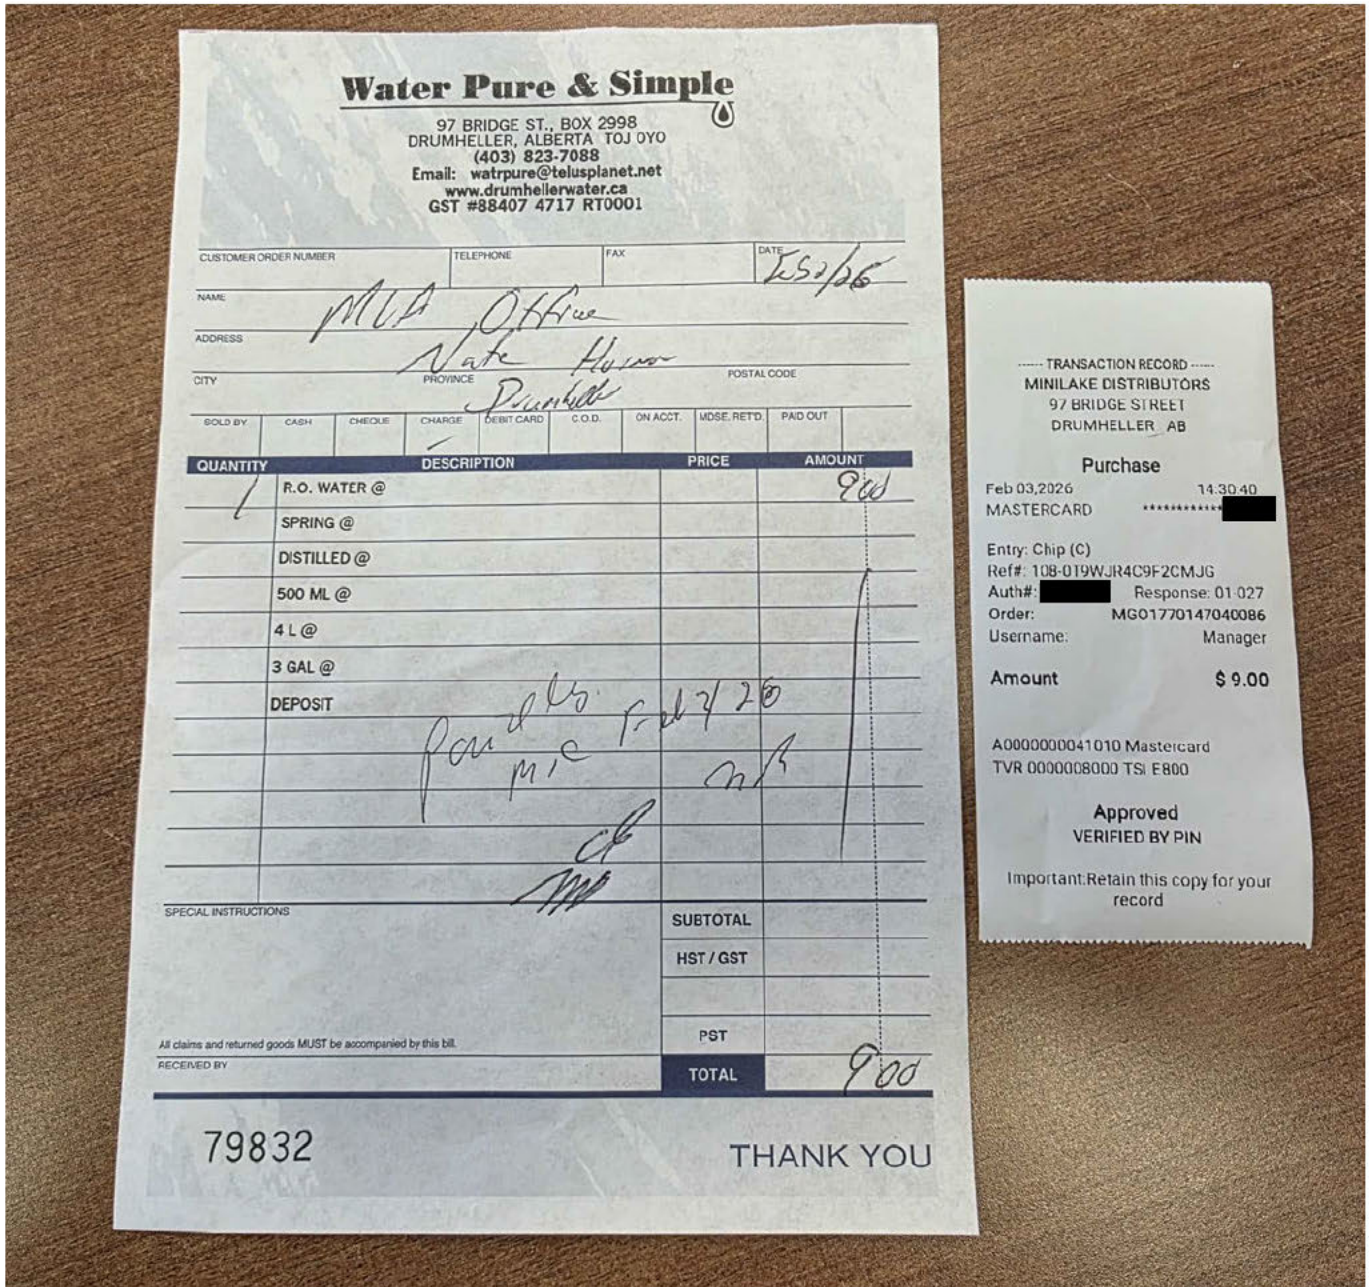 Water Pure & Simple
97 BRIDGE ST., BOX 2998
DRUMHELLER, ALBERTA T0J 0Y0
(403) 823-7088
Email: watrpure@telusplanet.net
www.drumhellerwater.ca
GST #88407 4717 RT0001
CUSTOMER ORDER NUMBER TELEPHONE FAX DATE
NAME MLA Office
ADDRESS Nate
CITY PROVINCE POSTAL CODE
SOLD BY CASH CHEQUE CHARGE DEBIT CARD C.O.D. ON ACCT. MDSE. RET'D. PAID OUT
QUANTITY DESCRIPTION PRICE AMOUNT
1 R.O. WATER @ 900
SPRING @
DISTILLED @
500 ML @
4 L @
3 GAL @
DEPOSIT
M/C
SPECIAL INSTRUCTIONS
SUBTOTAL
HST / GST
PST
All claims and returned goods MUST be accompanied by this bill.
RECEIVED BY
TOTAL 900
79832
THANK YOU
------ TRANSACTION RECORD ------
MINILAKE DISTRIBUTORS
97 BRIDGE STREET
DRUMHELLER AB
Purchase
Feb 03,2026 14:30:40
MASTERCARD ************
Entry: Chip (C)
Ref#: 108-019WJR4C9F2CMJG
Auth#: Response: 01-027
Order: MG01770147040086
Username: Manager
Amount $ 9.00
A0000000041010 Mastercard
TVR 0000008000 TSI E800
Approved
VERIFIED BY PIN
Important:Retain this copy for your
record